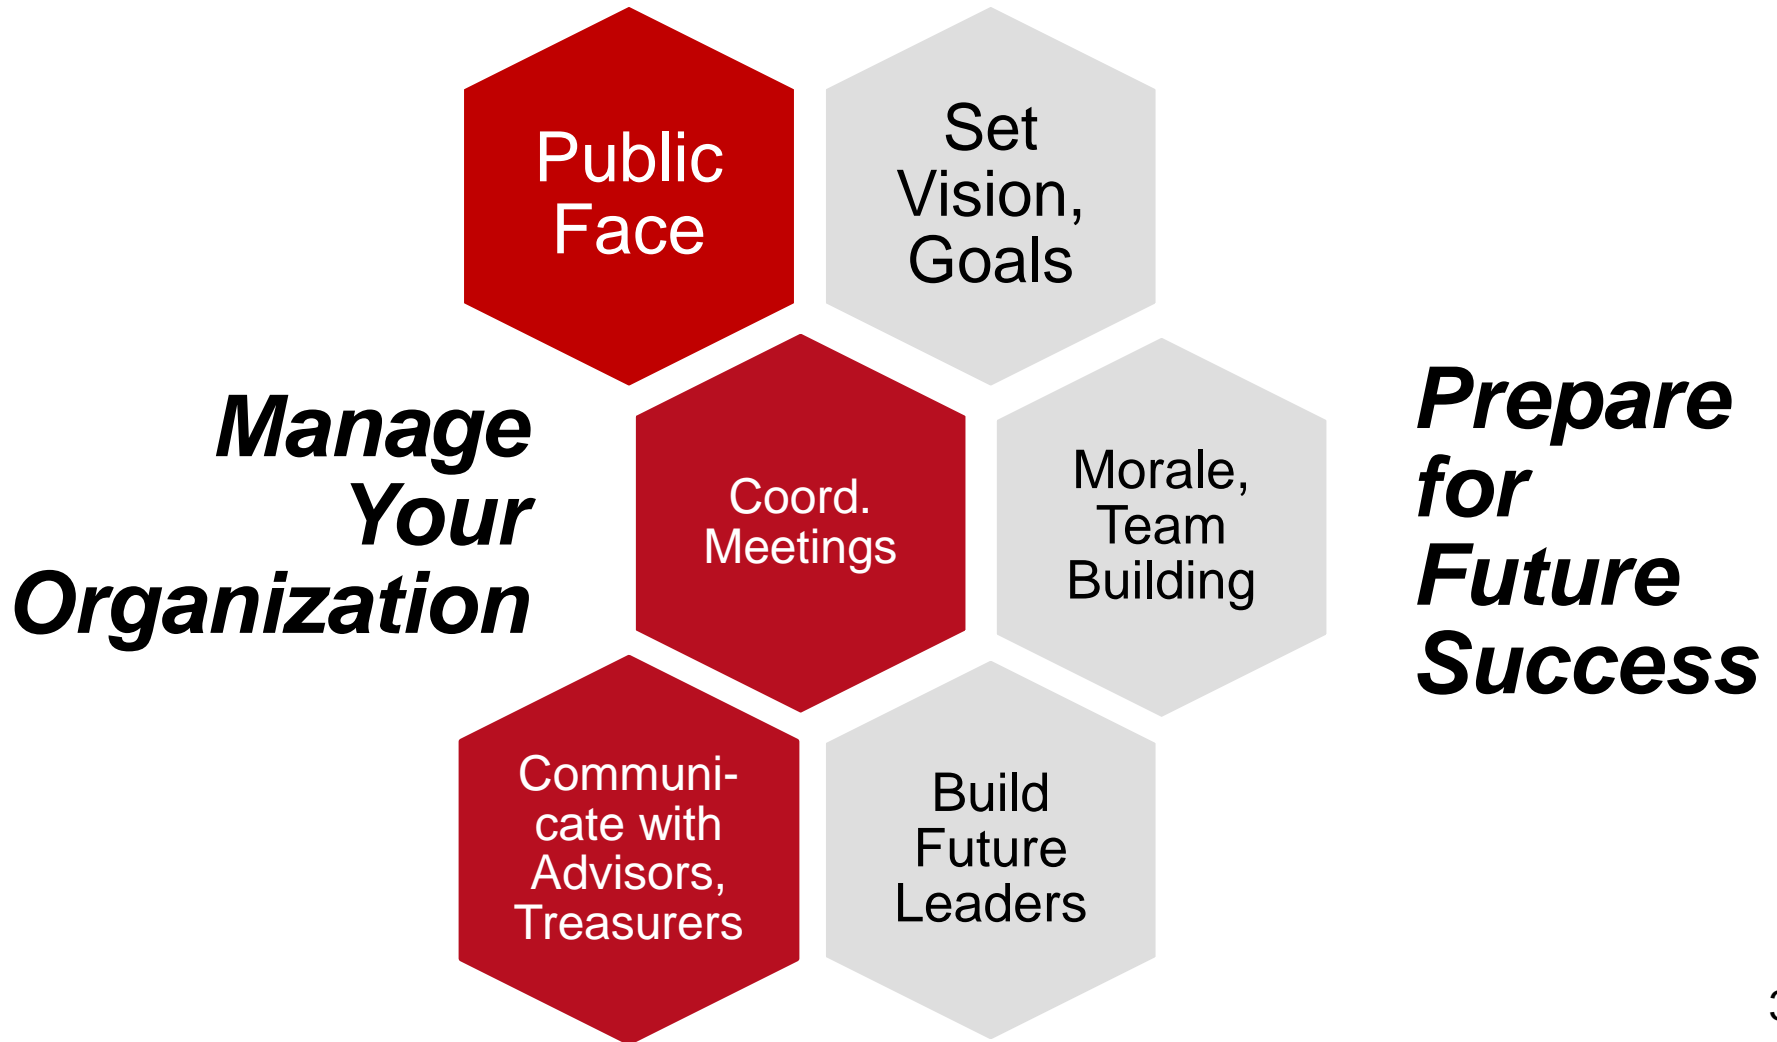 Public
Face
Set
Vision,
Goals
Manage
Your
Organization
Coord.
Meetings
Morale,
Team
Building
Prepare
for
Future
Success
Communi-
cate with
Advisors,
Treasurers
Build
Future
Leaders
3